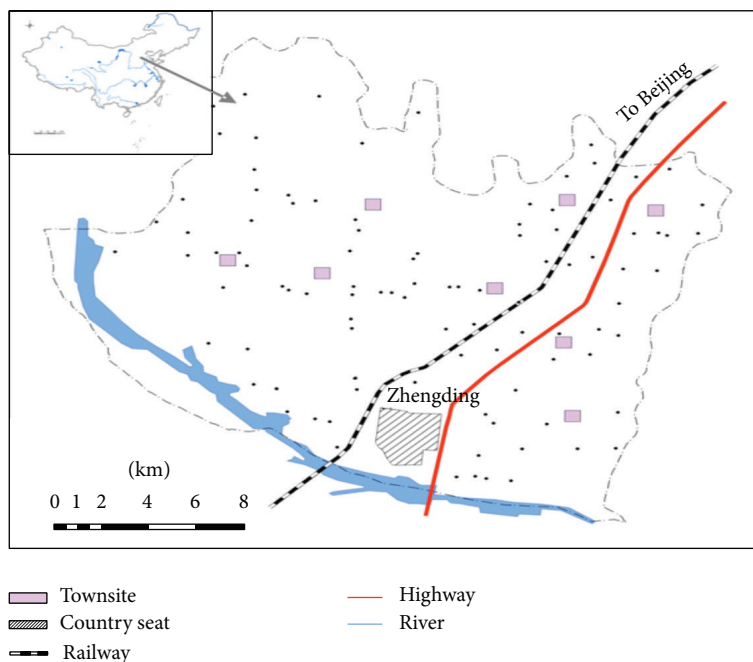 To Beijing
Zhengding
(km)
0 1 2 4 6 8
Townsite
Country seat
Railway
Highway
River